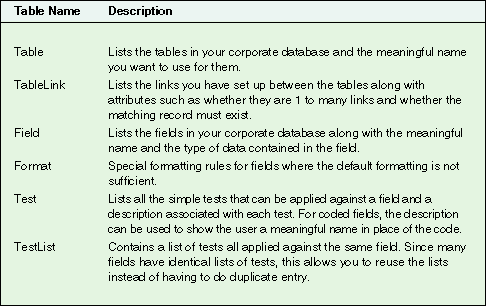 Table Name Description
Table Lists the tables in your corporate database and the meaningful name
you want to use for them.
TableLink Lists the links you have set up between the tables along with
attributes such as whether they are 1 to many links and whether the
matching record must exist.
Field Lists the fields in your corporate database along with the meaningful
name and the type of data contained in the field.
Format Special formatting rules for fields where the default formatting is not
sufficient.
Test Lists all the simple tests that can be applied against a field and a
description associated with each test. For coded fields, the description
can be used to show the user a meaningful name in place of the code.
TestList Contains a list of tests all applied against the same field. Since many
fields have identical lists of tests, this allows you to reuse the lists
instead of having to do duplicate entry.